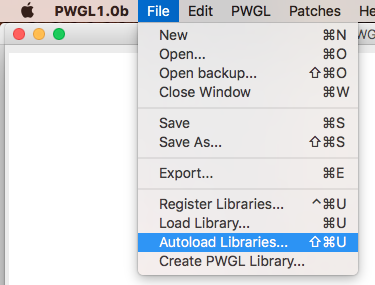 PWGL1.0b File Edit PWGL Patches He
New ⌘N
Open... ⌘O
Open backup... ⇧⌘O
Close Window ⌘W
Save ⌘S
Save As... ⇧⌘S
Export... ⌘E
Register Libraries... ^⌘U
Load Library... ⌘U
Autoload Libraries... ⇧⌘U
Create PWGL Library...